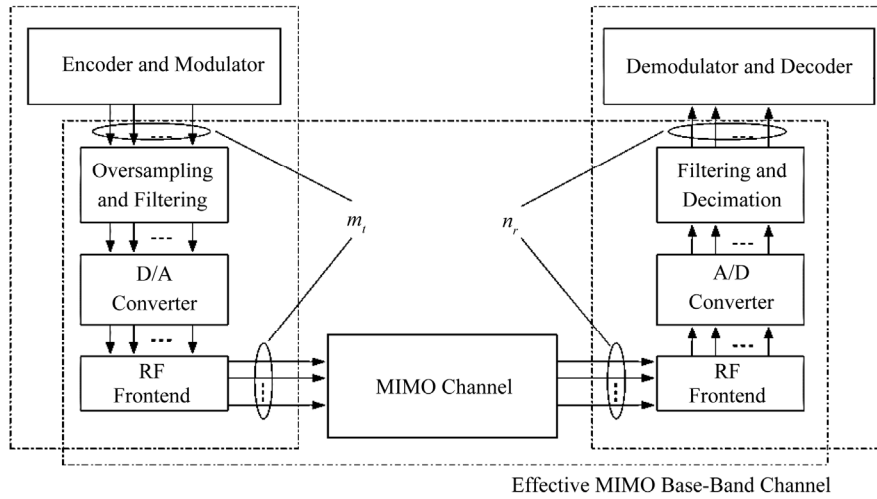 Encoder and Modulator
Demodulator and Decoder
Oversampling
and Filtering
Filtering and
Decimation
m_t
n_r
D/A
Converter
A/D
Converter
RF
Frontend
MIMO Channel
RF
Frontend
Effective MIMO Base-Band Channel